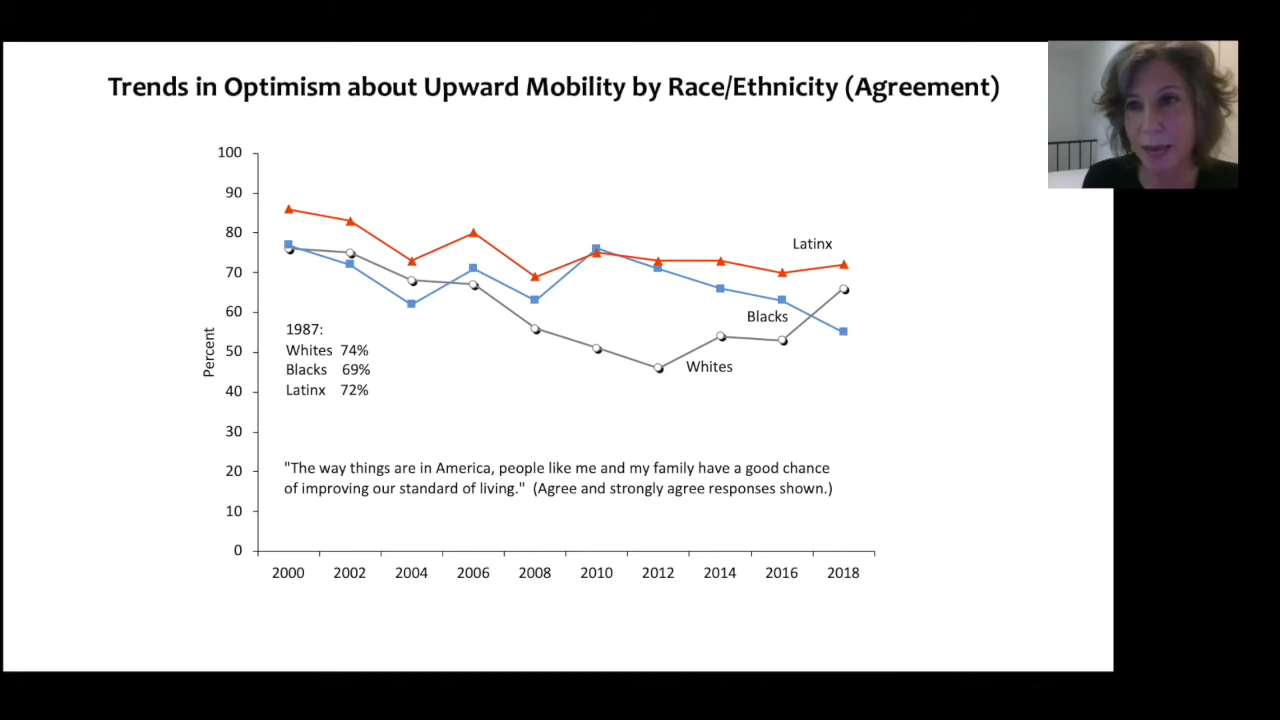 Trends in Optimism about Upward Mobility by Race/Ethnicity (Agreement)
100
90
80
70
60
50
40
30
20
10
0
Percent
Latinx
Blacks
Whites
1987:
Whites 74%
Blacks 69%
Latinx 72%
"The way things are in America, people like me and my family have a good chance
of improving our standard of living." (Agree and strongly agree responses shown.)
2000 2002 2004 2006 2008 2010 2012 2014 2016 2018